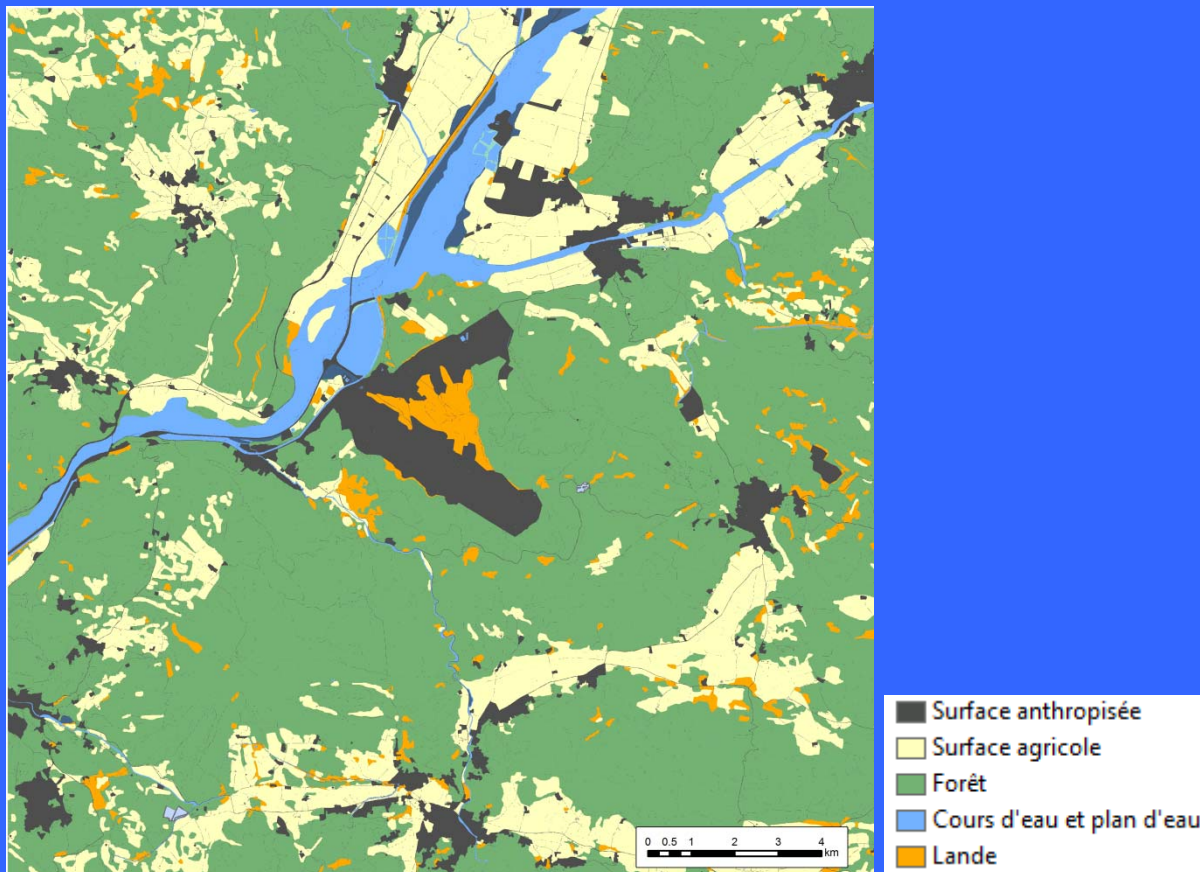 0 0.5 1 2 3 4
km
Surface anthropisée
Surface agricole
Forêt
Cours d'eau et plan d'eau
Lande